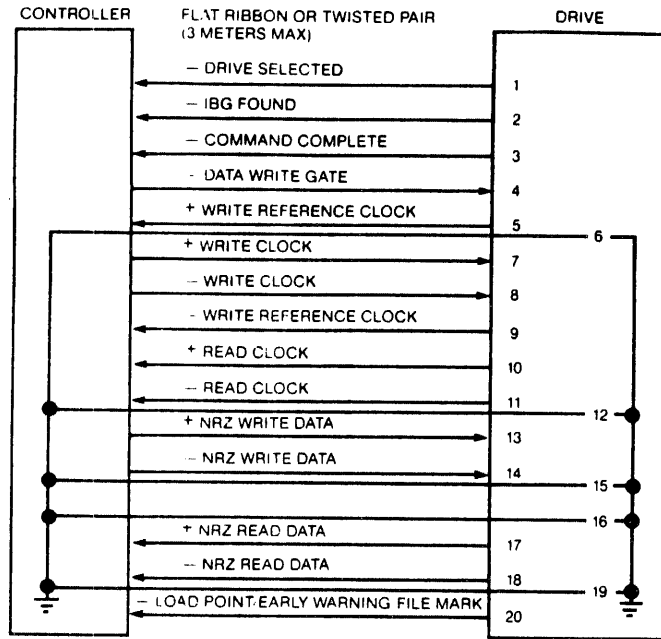 CONTROLLER
FLAT RIBBON OR TWISTED PAIR
(3 METERS MAX)
DRIVE
— DRIVE SELECTED
1
— IBG FOUND
2
— COMMAND COMPLETE
3
- DATA WRITE GATE
4
+ WRITE REFERENCE CLOCK
5
6
+ WRITE CLOCK
7
— WRITE CLOCK
8
- WRITE REFERENCE CLOCK
9
+ READ CLOCK
10
— READ CLOCK
11
12
+ NRZ WRITE DATA
13
— NRZ WRITE DATA
14
15
16
+ NRZ READ DATA
17
— NRZ READ DATA
18
19
— LOAD POINT/EARLY WARNING FILE MARK
20